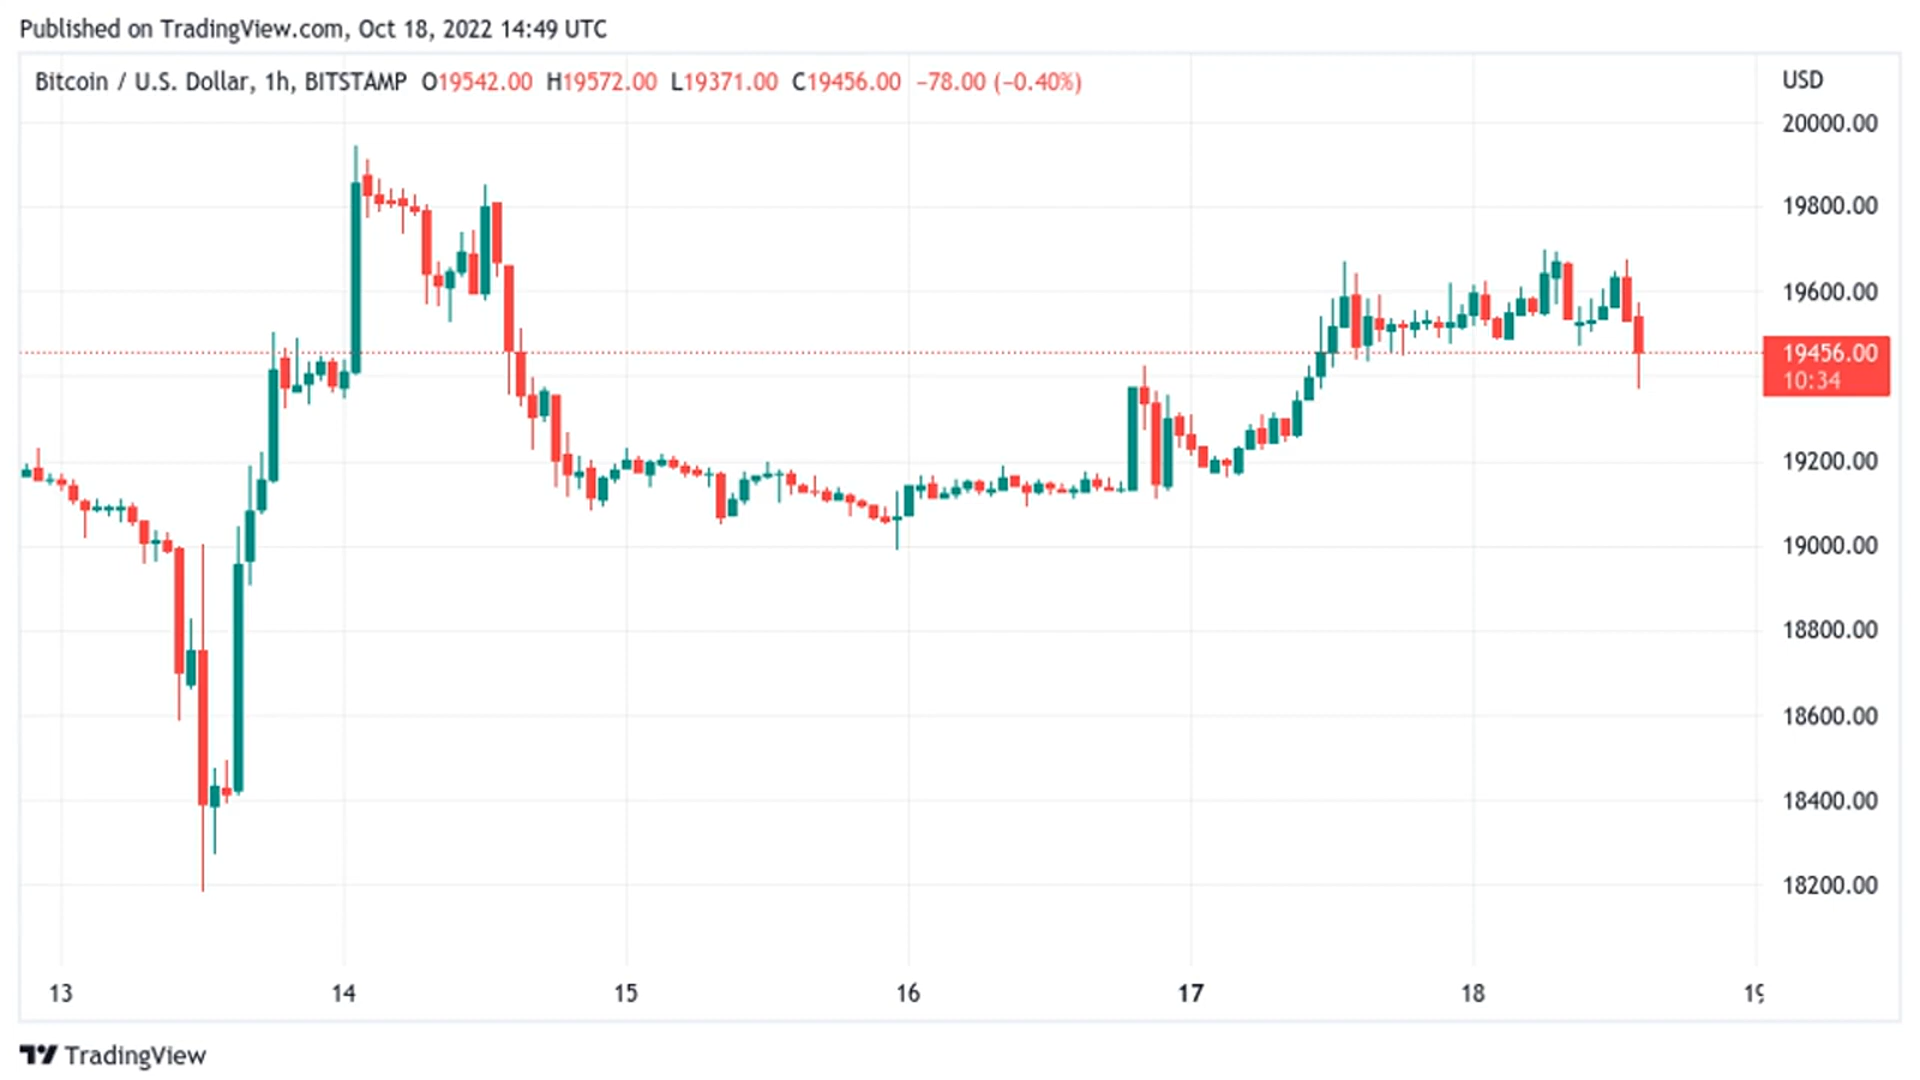 Published on TradingView.com, Oct 18, 2022 14:49 UTC
Bitcoin / U.S. Dollar, 1h, BITSTAMP O19542.00 H19572.00 L19371.00 C19456.00 −78.00 (−0.40%)
USD
20000.00
19800.00
19600.00
19456.00
10:34
19200.00
19000.00
18800.00
18600.00
18400.00
18200.00
13 14 15 16 17 18
TradingView